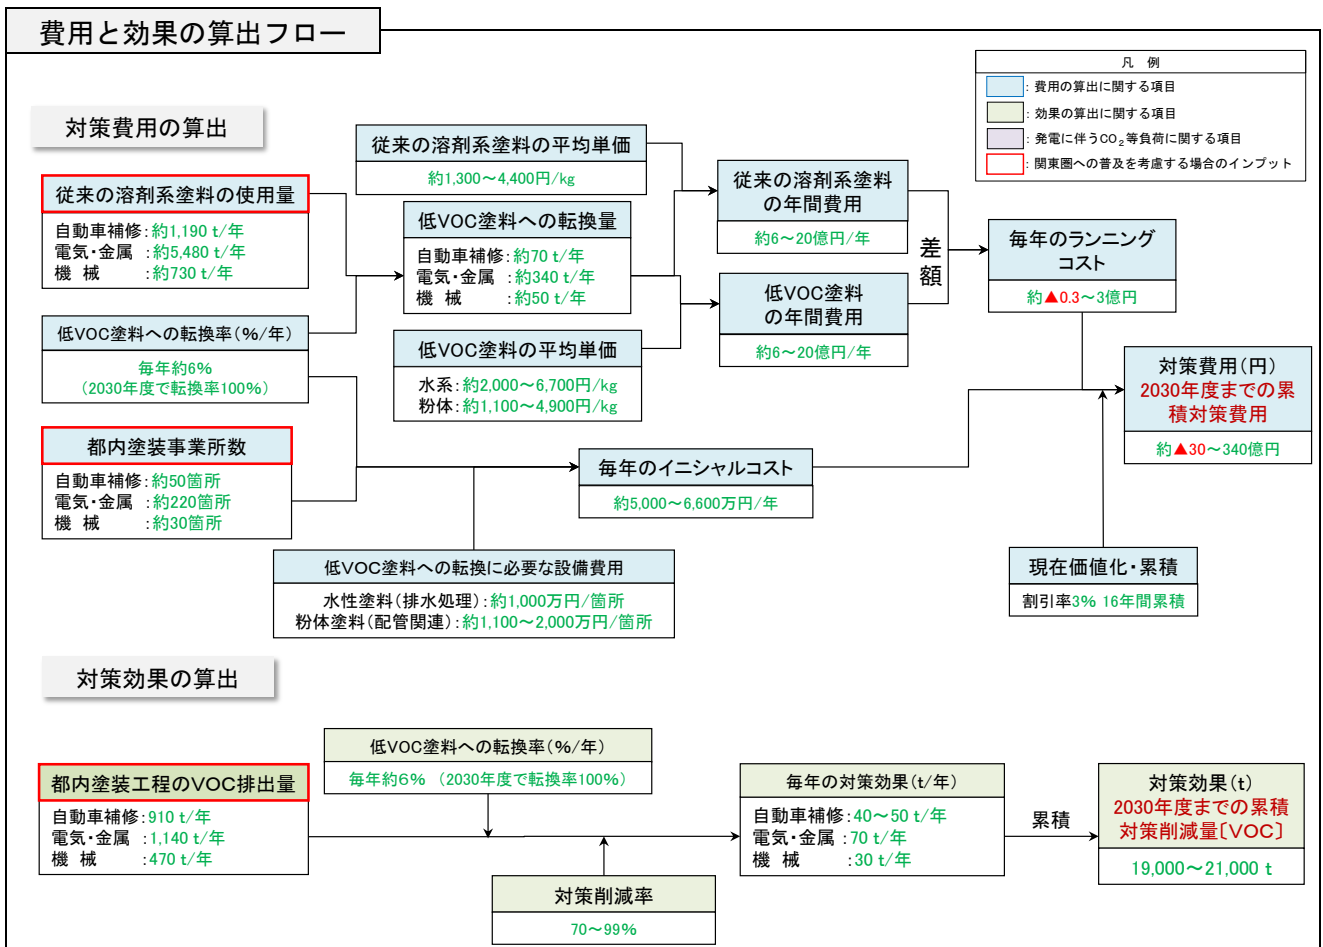 費用と効果の算出フロー
凡　例
：費用の算出に関する項目
：効果の算出に関する項目
：発電に伴うCO₂等負荷に関する項目
：関東圏への普及を考慮する場合のインプット
対策費用の算出
従来の溶剤系塗料の使用量
自動車補修：約1,190 t/年
電気・金属 ：約5,480 t/年
機　械　　：約730 t/年
低VOC塗料への転換率（％/年）
毎年約6％
（2030年度で転換率100％）
都内塗装事業所数
自動車補修：約50箇所
電気・金属 ：約220箇所
機　械　　：約30箇所
従来の溶剤系塗料の平均単価
約1,300～4,400円/kg
低VOC塗料への転換量
自動車補修：約70 t/年
電気・金属 ：約340 t/年
機　械　　：約50 t/年
低VOC塗料の平均単価
水系：約2,000～6,700円/kg
粉体：約1,100～4,900円/kg
従来の溶剤系塗料
の年間費用
約6～20億円/年
低VOC塗料
の年間費用
約6～20億円/年
差
額
毎年のランニング
コスト
約▲0.3～3億円
対策費用（円）
2030年度までの累
積対策費用
約▲30～340億円
毎年のイニシャルコスト
約5,000～6,600万円/年
低VOC塗料への転換に必要な設備費用
水性塗料（排水処理）：約1,000万円/箇所
粉体塗料（配管関連）：約1,100～2,000万円/箇所
現在価値化・累積
割引率3％ 16年間累積
対策効果の算出
都内塗装工程のVOC排出量
自動車補修：910 t/年
電気・金属 ：1,140 t/年
機　械　　：470 t/年
低VOC塗料への転換率（％/年）
毎年約6％ （2030年度で転換率100％）
対策削減率
70～99％
毎年の対策効果（t/年）
自動車補修：40～50 t/年
電気・金属 ：70 t/年
機　械　　：30 t/年
累積
対策効果（t）
2030年度までの累積
対策削減量〔VOC〕
19,000～21,000 t